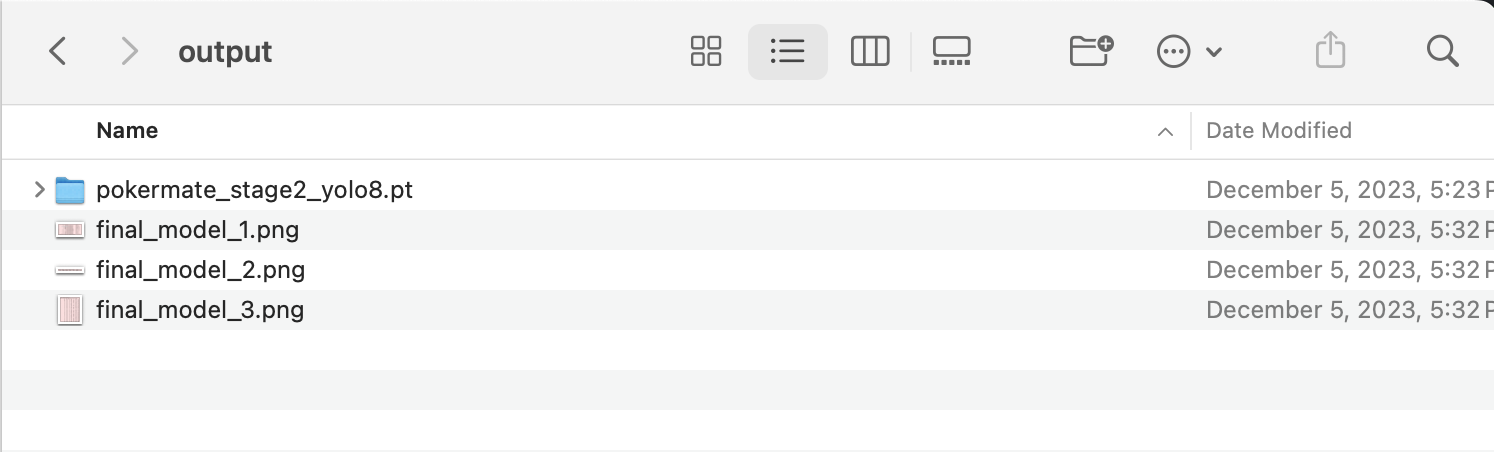 output
Name Date Modified
pokermate_stage2_yolo8.pt December 5, 2023, 5:23
final_model_1.png December 5, 2023, 5:32
final_model_2.png December 5, 2023, 5:32
final_model_3.png December 5, 2023, 5:32